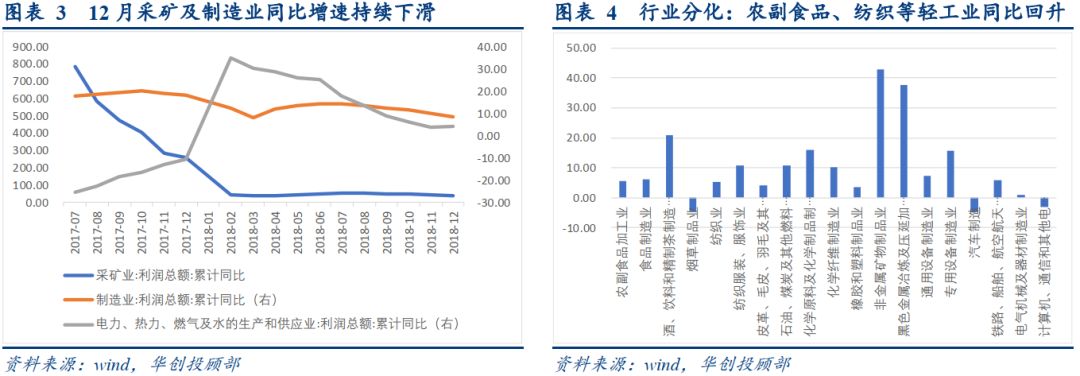 图表 3 12月采矿及制造业同比增速持续下滑
900.00
800.00
700.00
600.00
500.00
400.00
300.00
200.00
100.00
0.00
40.00
30.00
20.00
10.00
0.00
-10.00
-20.00
-30.00
2017-07
2017-08
2017-09
2017-10
2017-11
2017-12
2018-01
2018-02
2018-03
2018-04
2018-05
2018-06
2018-07
2018-08
2018-09
2018-10
2018-11
2018-12
采矿业:利润总额:累计同比
制造业:利润总额:累计同比（右）
电力、热力、燃气及水的生产和供应业:利润总额:累计同比（右）
资料来源：wind，华创投顾部
图表 4 行业分化：农副食品、纺织等轻工业同比回升
50.00
40.00
30.00
20.00
10.00
0.00
-10.00
农副食品加工业
食品制造业
酒、饮料和精制茶制造…
烟草制品业
纺织业
纺织服装、服饰业
皮革、毛皮、羽毛及其…
石油、煤炭及其他燃料…
化学原料及化学制品制…
化学纤维制造业
橡胶和塑料制品业
非金属矿物制品业
黑色金属冶炼及压延加…
通用设备制造业
专用设备制造业
汽车制造
铁路、船舶、航空航天…
电气机械及器材制造业
计算机、通信和其他电…
资料来源：wind，华创投顾部